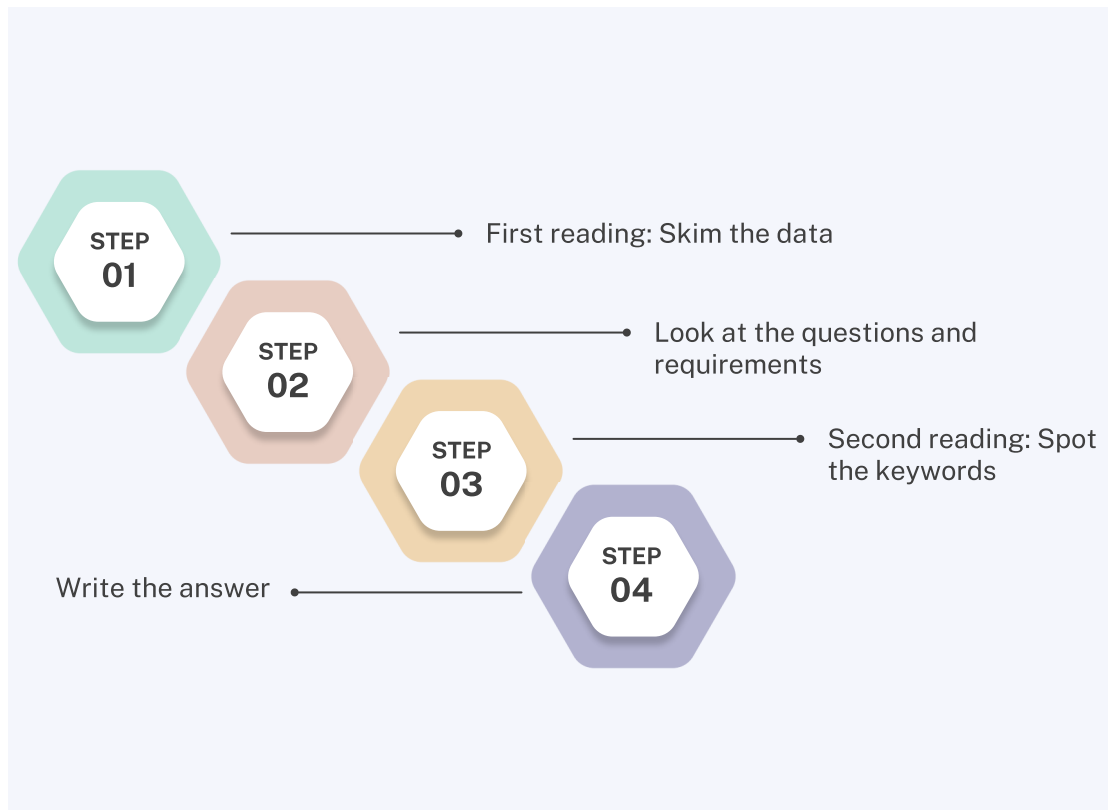 STEP
01
First reading: Skim the data
STEP
02
Look at the questions and
requirements
STEP
03
Second reading: Spot
the keywords
STEP
04
Write the answer